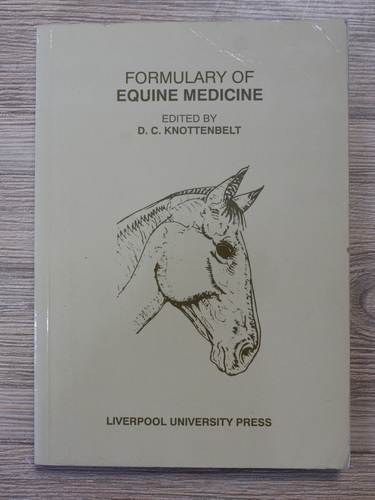 FORMULARY OF
EQUINE MEDICINE
EDITED BY
D. C. KNOTTENBELT
LIVERPOOL UNIVERSITY PRESS